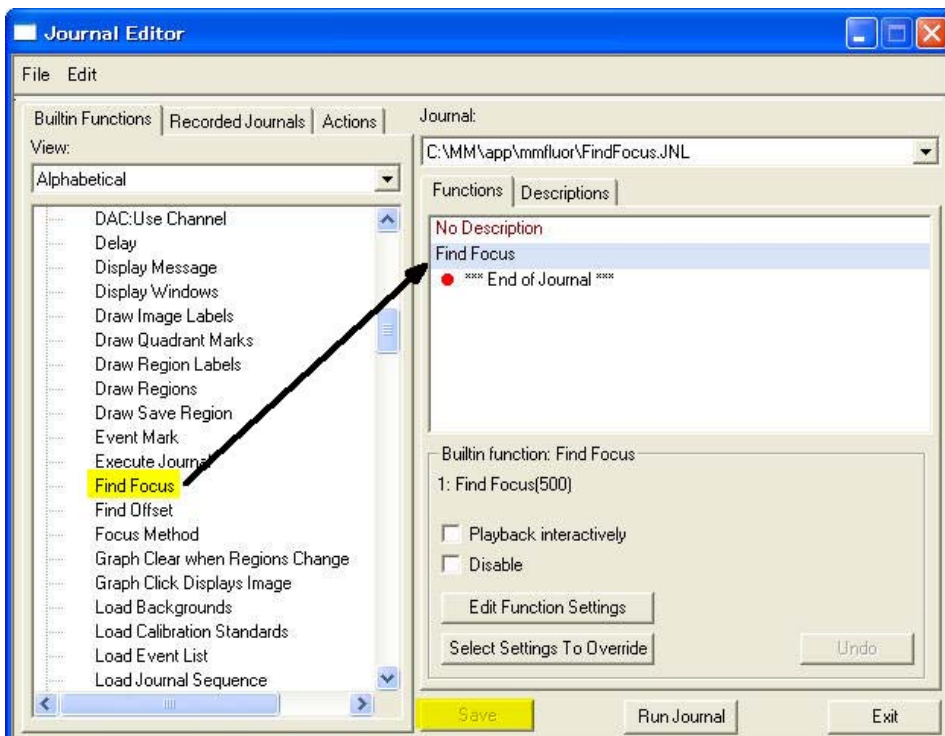 Journal Editor
File Edit
Builtin Functions Recorded Journals Actions
View:
Alphabetical
DAC:Use Channel
Delay
Display Message
Display Windows
Draw Image Labels
Draw Quadrant Marks
Draw Region Labels
Draw Regions
Draw Save Region
Event Mark
Execute Journal
Find Focus
Find Offset
Focus Method
Graph Clear when Regions Change
Graph Click Displays Image
Load Backgrounds
Load Calibration Standards
Load Event List
Load Journal Sequence
Journal:
C:\MM\app\mmfluor\FindFocus.JNL
Functions Descriptions
No Description
Find Focus
*** End of Journal ***
Builtin function: Find Focus
1: Find Focus(500)
Playback interactively
Disable
Edit Function Settings
Select Settings To Override Undo
Save Run Journal Exit